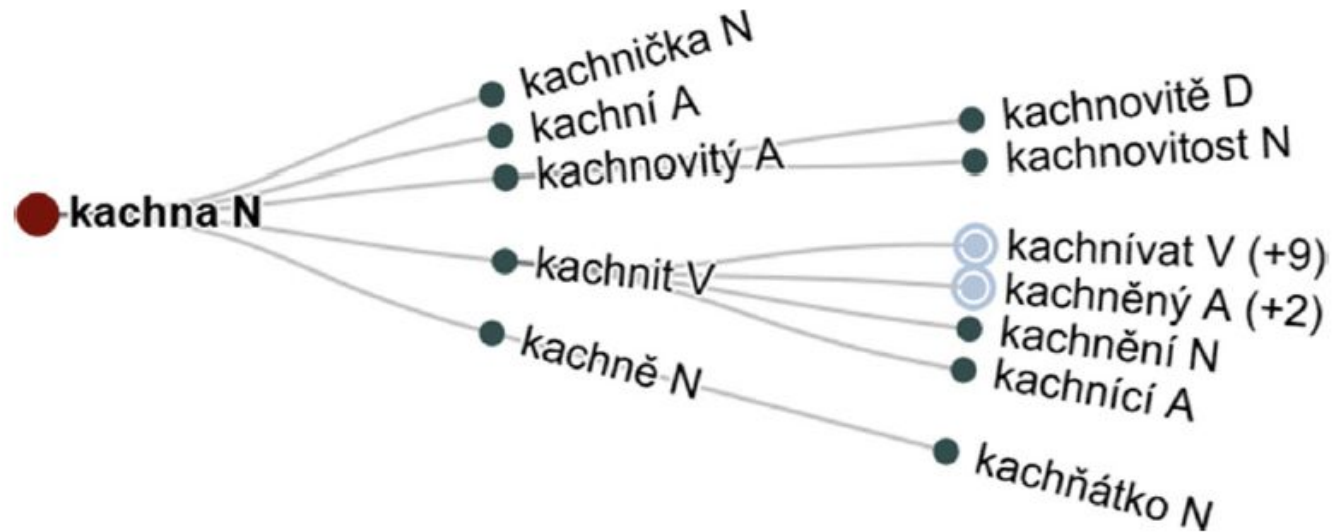 kachna N
kachnička N
kachní A
kachnovitý A
kachnovitě D
kachnovitost N
kachnit V
kachnívat V (+9)
kachněný A (+2)
kachnění N
kachnící A
kachně N
kachňátko N